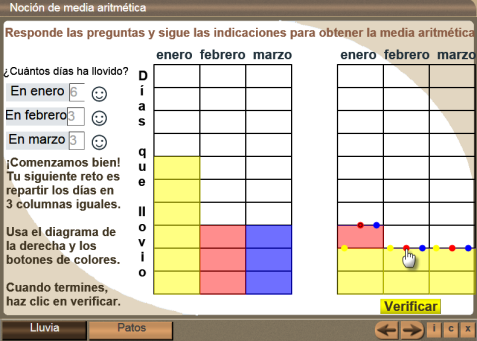 Noción de media aritmética
Responde las preguntas y sigue las indicaciones para obtener la media aritmética
enero febrero marzo
enero febrero marzo
¿Cuántos días ha llovido?
En enero 6
En febrero 3
En marzo 3
¡Comenzamos bien!
Tu siguiente reto es
repartir los días en
3 columnas iguales.
Usa el diagrama de
la derecha y los
botones de colores.
Cuando termines,
haz clic en verificar.
Días que llovio
Verificar
Lluvia
Patos
i c x